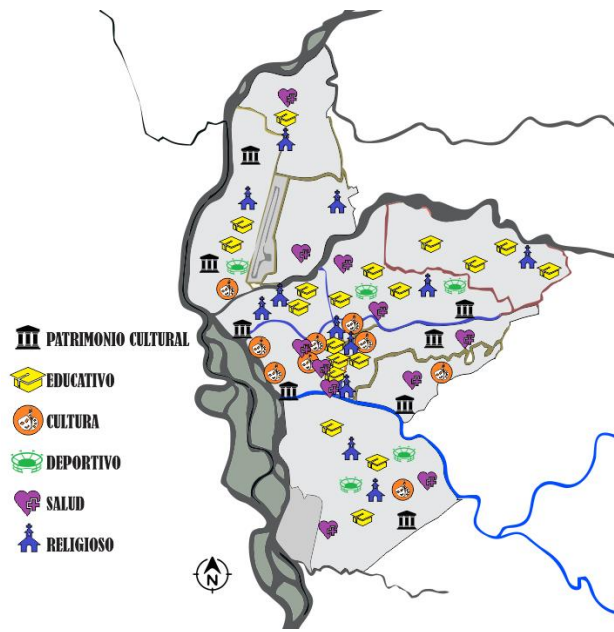 PATRIMONIO CULTURAL
EDUCATIVO
CULTURA
DEPORTIVO
SALUD
RELIGIOSO
N